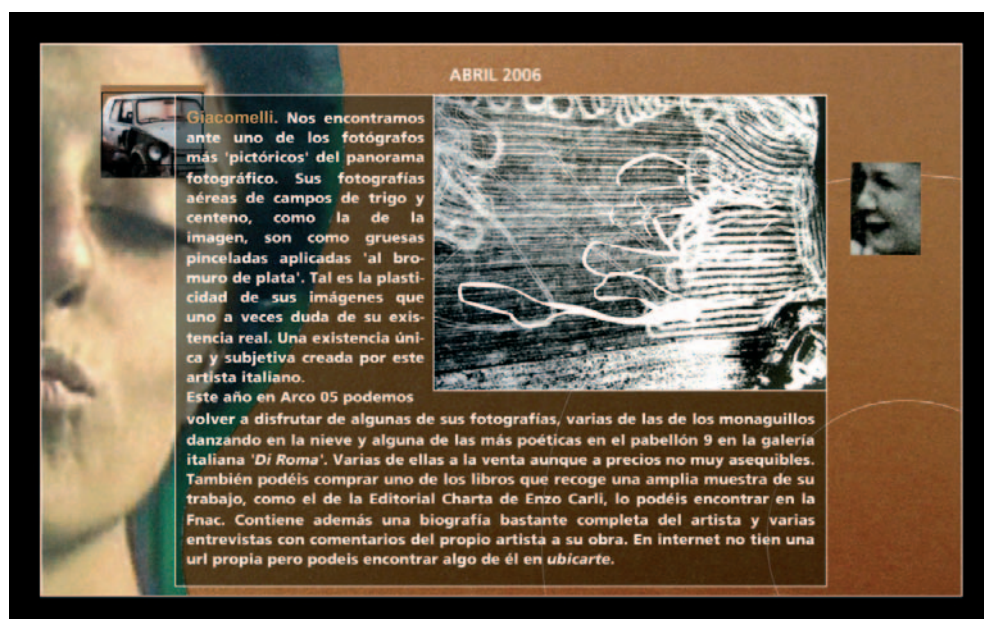 ABRIL 2006
Giacomelli. Nos encontramos
ante uno de los fotógrafos
más 'pictóricos' del panorama
fotográfico. Sus fotografías
aéreas de campos de trigo y
centeno, como la de la
imagen, son como gruesas
pinceladas aplicadas 'al bro-
muro de plata'. Tal es la plasti-
cidad de sus imágenes que
uno a veces duda de su exis-
tencia real. Una existencia úni-
ca y subjetiva creada por este
artista italiano.
Este año en Arco 05 podemos
volver a disfrutar de algunas de sus fotografías, varias de las de los monaguillos
danzando en la nieve y alguna de las más poéticas en el pabellón 9 en la galería
italiana 'Di Roma'. Varias de ellas a la venta aunque a precios no muy asequibles.
También podéis comprar uno de los libros que recoge una amplia muestra de su
trabajo, como el de la Editorial Charta de Enzo Carli, lo podéis encontrar en la
Fnac. Contiene además una biografía bastante completa del artista y varias
entrevistas con comentarios del propio artista a su obra. En internet no tien una
url propia pero podeis encontrar algo de él en ubicarte.